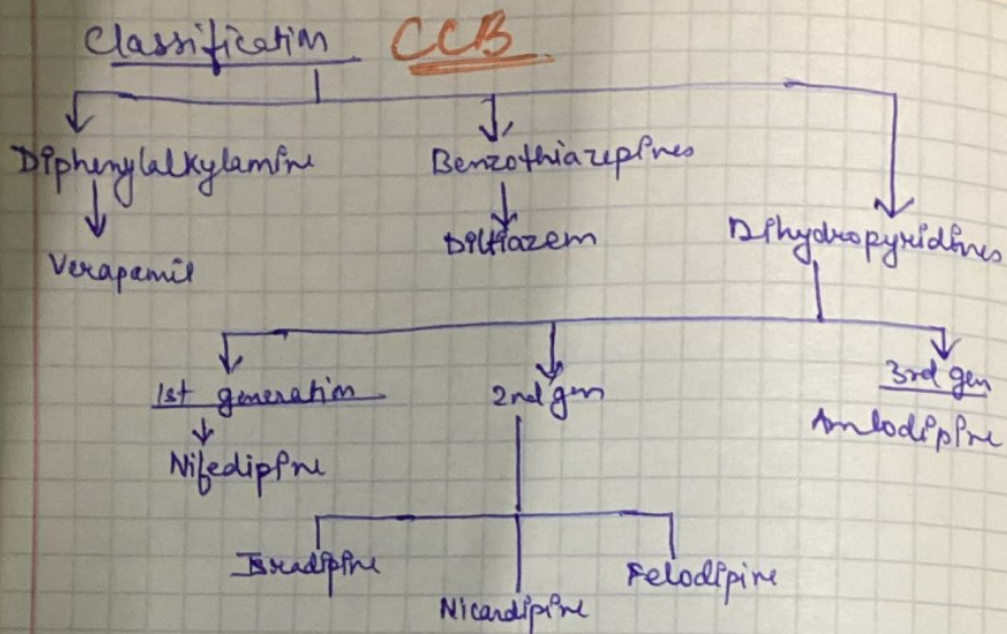 Classification CCB
Diphenylalkylamine
Benzothiazepines
Verapamil
Diltiazem
Dihydropyridines
1st generation
2nd gen
3rd gen
Nifedipine
Amlodipine
Isradipine
Nicardipine
Felodipine